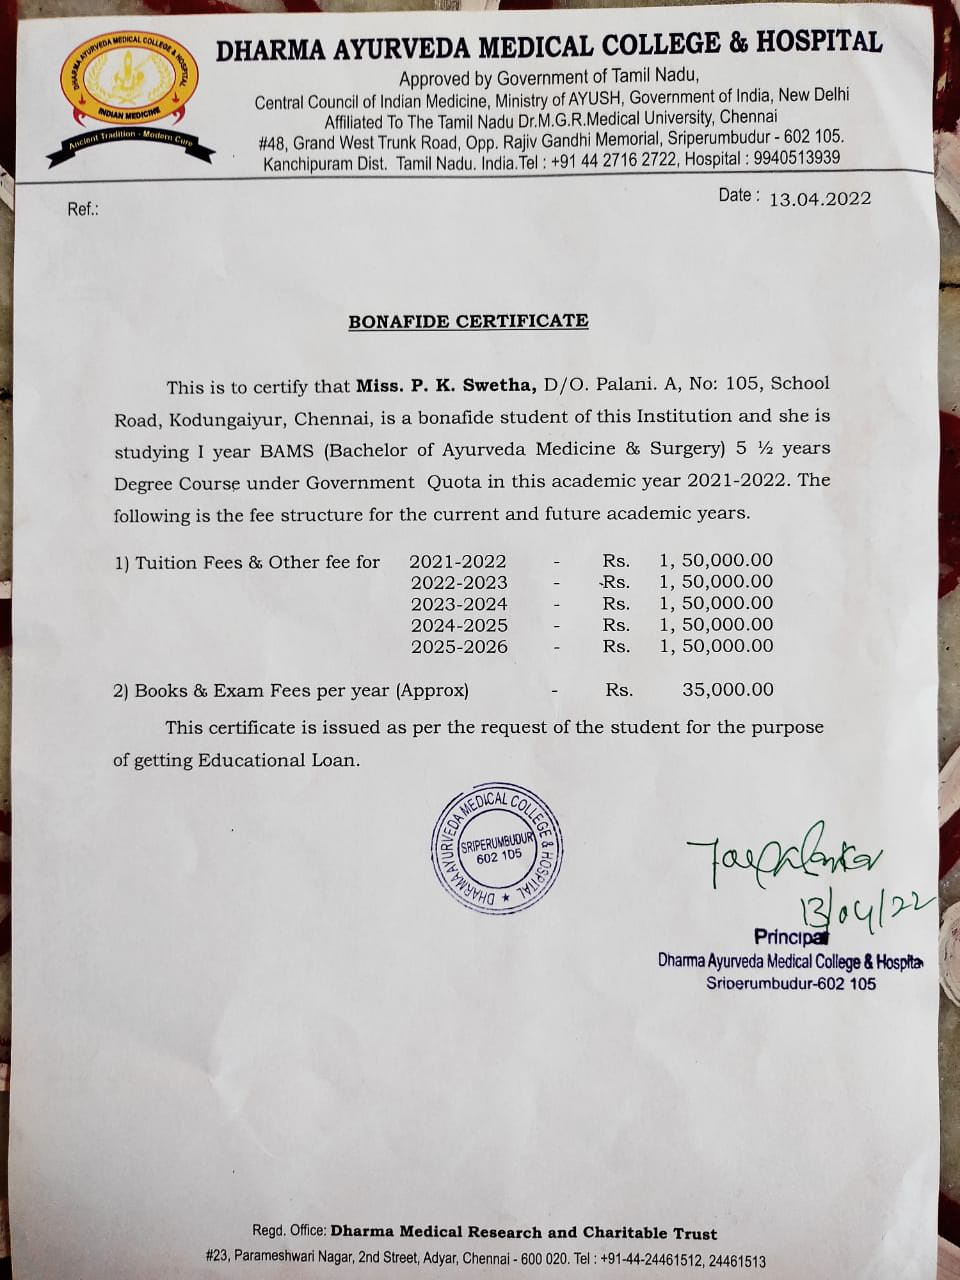 DHARMA AYURVEDA MEDICAL COLLEGE & HOSPITAL
INDIAN MEDICINE
Ancient Tradition - Modern Cure
DHARMA AYURVEDA MEDICAL COLLEGE & HOSPITAL
Approved by Government of Tamil Nadu,
Central Council of Indian Medicine, Ministry of AYUSH, Government of India, New Delhi
Affiliated To The Tamil Nadu Dr.M.G.R.Medical University, Chennai
#48, Grand West Trunk Road, Opp. Rajiv Gandhi Memorial, Sriperumbudur - 602 105.
Kanchipuram Dist. Tamil Nadu. India.Tel : +91 44 2716 2722, Hospital : 9940513939
Ref.:
Date : 13.04.2022
BONAFIDE CERTIFICATE
This is to certify that Miss. P. K. Swetha, D/O. Palani. A, No: 105, School
Road, Kodungaiyur, Chennai, is a bonafide student of this Institution and she is
studying I year BAMS (Bachelor of Ayurveda Medicine & Surgery) 5 ½ years
Degree Course under Government Quota in this academic year 2021-2022. The
following is the fee structure for the current and future academic years.
1) Tuition Fees & Other fee for 2021-2022 - Rs. 1, 50,000.00
2022-2023 - Rs. 1, 50,000.00
2023-2024 - Rs. 1, 50,000.00
2024-2025 - Rs. 1, 50,000.00
2025-2026 - Rs. 1, 50,000.00
2) Books & Exam Fees per year (Approx) - Rs. 35,000.00
This certificate is issued as per the request of the student for the purpose
of getting Educational Loan.
DHARMA AYURVEDA MEDICAL COLLEGE & HOSPITAL ★
SRIPERUMBUDUR
602 105
13/04/22
Principal
Dharma Ayurveda Medical College & Hospital
Sriperumbudur-602 105
Regd. Office: Dharma Medical Research and Charitable Trust
#23, Parameshwari Nagar, 2nd Street, Adyar, Chennai - 600 020. Tel : +91-44-24461512, 24461513